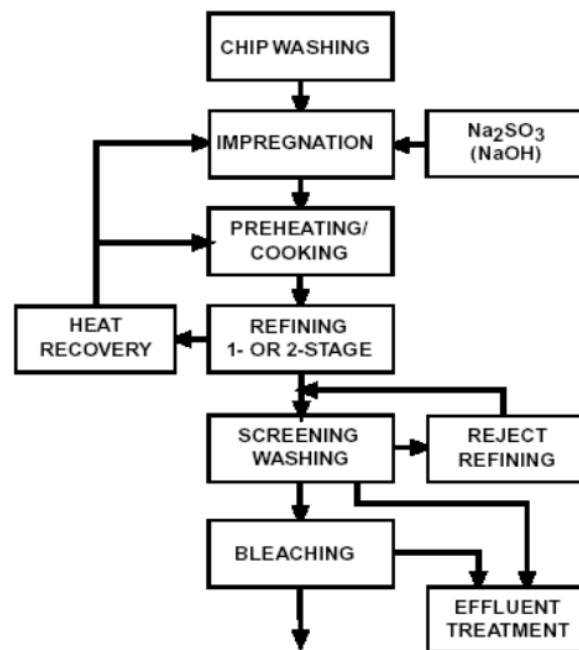 CHIP WASHING
IMPREGNATION
Na₂SO₃
(NaOH)
PREHEATING/
COOKING
HEAT
RECOVERY
REFINING
1- OR 2-STAGE
SCREENING
WASHING
REJECT
REFINING
BLEACHING
EFFLUENT
TREATMENT